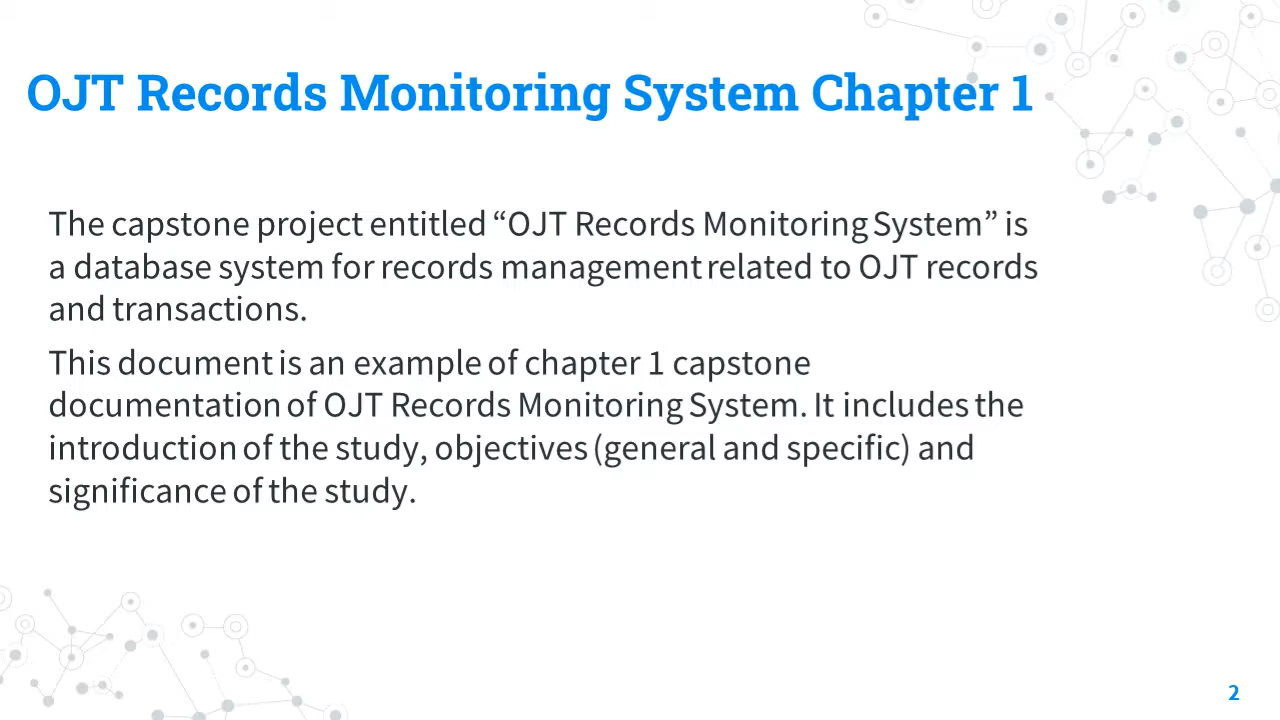 OJT Records Monitoring System Chapter 1
The capstone project entitled “OJT Records Monitoring System” is
a database system for records management related to OJT records
and transactions.
This document is an example of chapter 1 capstone
documentation of OJT Records Monitoring System. It includes the
introduction of the study, objectives (general and specific) and
significance of the study.
2